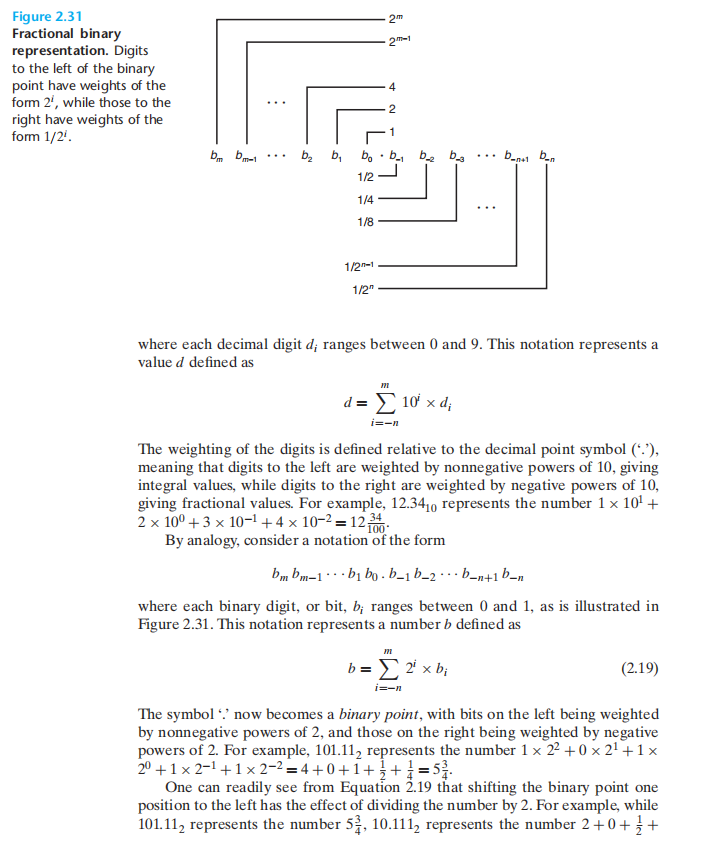 Figure 2.31
Fractional binary
representation. Digits
to the left of the binary
point have weights of the
form 2^i, while those to the
right have weights of the
form 1/2^i.
2^m
2^{m–1}
4
· · ·
2
1
b_m b_{m–1} · · · b_2 b_1 b_0 · b_{–1} b_{–2} b_{–3} · · · b_{–n+1} b_{–n}
1/2
1/4
· · ·
1/8
1/2^{n–1}
1/2^n
where each decimal digit d_i ranges between 0 and 9. This notation represents a
value d defined as
d = \sum_{i=−n}^{m} 10^i × d_i
The weighting of the digits is defined relative to the decimal point symbol (‘.’),
meaning that digits to the left are weighted by nonnegative powers of 10, giving
integral values, while digits to the right are weighted by negative powers of 10,
giving fractional values. For example, 12.34_{10} represents the number 1 × 10^1 +
2 × 10^0 + 3 × 10^{−1} + 4 × 10^{−2} = 12\frac{34}{100}.
By analogy, consider a notation of the form
b_m b_{m−1} · · · b_1 b_0 . b_{−1} b_{−2} · · · b_{−n+1} b_{−n}
where each binary digit, or bit, b_i ranges between 0 and 1, as is illustrated in
Figure 2.31. This notation represents a number b defined as
b = \sum_{i=−n}^{m} 2^i × b_i (2.19)
The symbol ‘.’ now becomes a binary point, with bits on the left being weighted
by nonnegative powers of 2, and those on the right being weighted by negative
powers of 2. For example, 101.11_2 represents the number 1 × 2^2 + 0 × 2^1 + 1 ×
2^0 + 1 × 2^{−1} + 1 × 2^{−2} = 4 + 0 + 1 + \frac{1}{2} + \frac{1}{4} = 5\frac{3}{4}.
One can readily see from Equation 2.19 that shifting the binary point one
position to the left has the effect of dividing the number by 2. For example, while
101.11_2 represents the number 5\frac{3}{4}, 10.111_2 represents the number 2 + 0 + \frac{1}{2} +